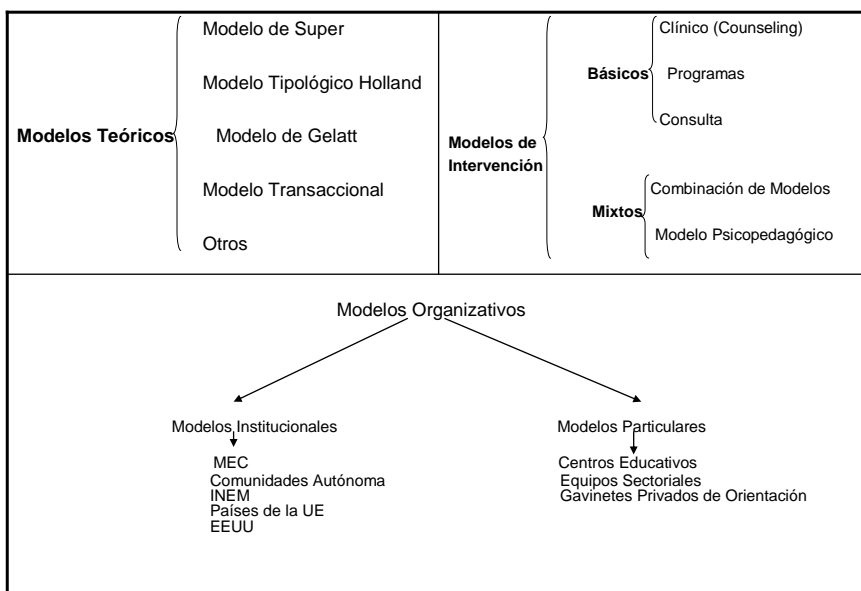 Modelos Teóricos
Modelo de Super
Modelo Tipológico Holland
Modelo de Gelatt
Modelo Transaccional
Otros
Modelos de
Intervención
Básicos
Clínico (Counseling)
Programas
Consulta
Mixtos
Combinación de Modelos
Modelo Psicopedagógico
Modelos Organizativos
Modelos Institucionales
MEC
Comunidades Autónoma
INEM
Países de la UE
EEUU
Modelos Particulares
Centros Educativos
Equipos Sectoriales
Gavinetes Privados de Orientación